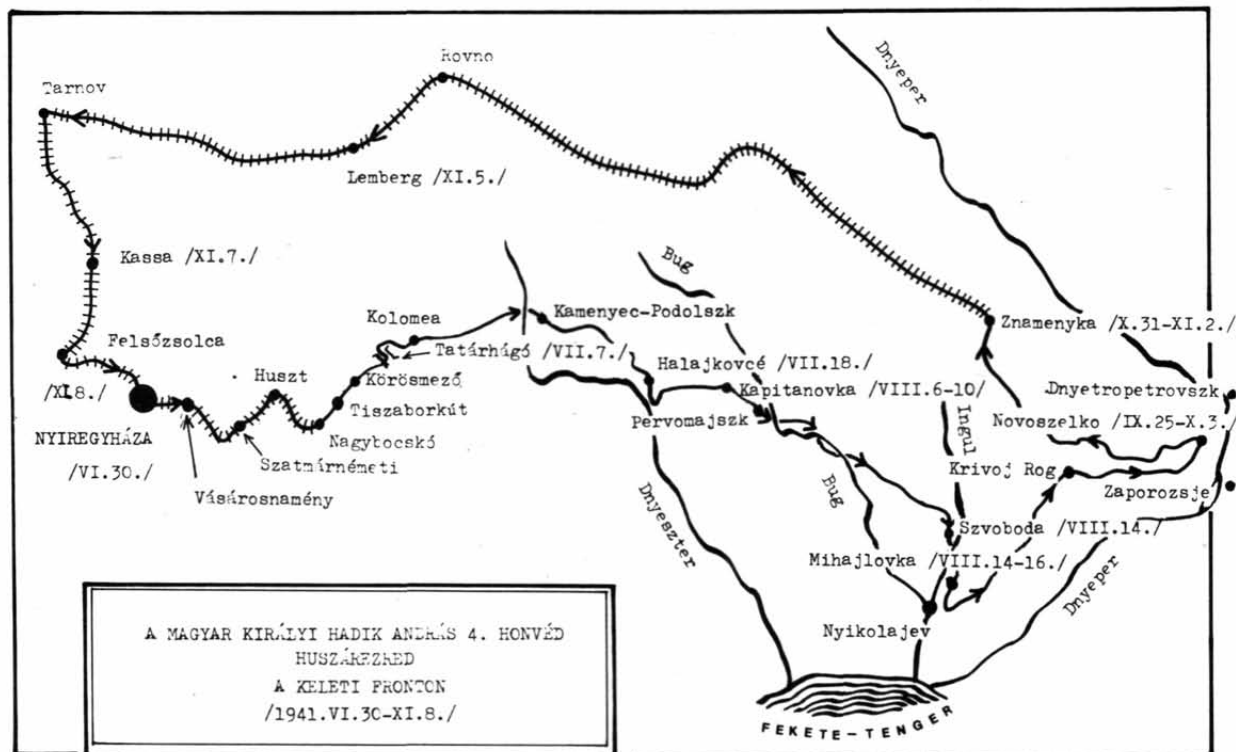 Dnyeper
Rovno
Tarnov
Lemberg /XI.5./
Kassa /XI.7./
Bug
Kolomea
Kamenyec-Podolszk
Znamenyka /X.31-XI.2./
Felsőzsolca
Tatárhágó /VII.7./
Halajkovcé /VII.18./
/XI.8./
Huszt
Körösmező
Kapitanovka /VIII.6-10/
Dnyetropetrovszk
Tiszaborkút
Pervomajszk
Ingul
Novoszelko /IX.25-X.3./
NYIREGYHÁZA
Nagybocskó
/VI.30./
Szatmárnémeti
Krivoj Rog
Vásárosnamény
Bug
Zaporozsje
Dnyeszter
Szvoboda /VIII.14./
Mihajlovka /VIII.14-16./
Dnyeper
Nyikolajev
A MAGYAR KIRÁLYI HADIK ANDRÁS 4. HONVÉD
HUSZÁREZRED
A KELETI FRONTON
/1941.VI.30-XI.8./
FEKETE-TENGER